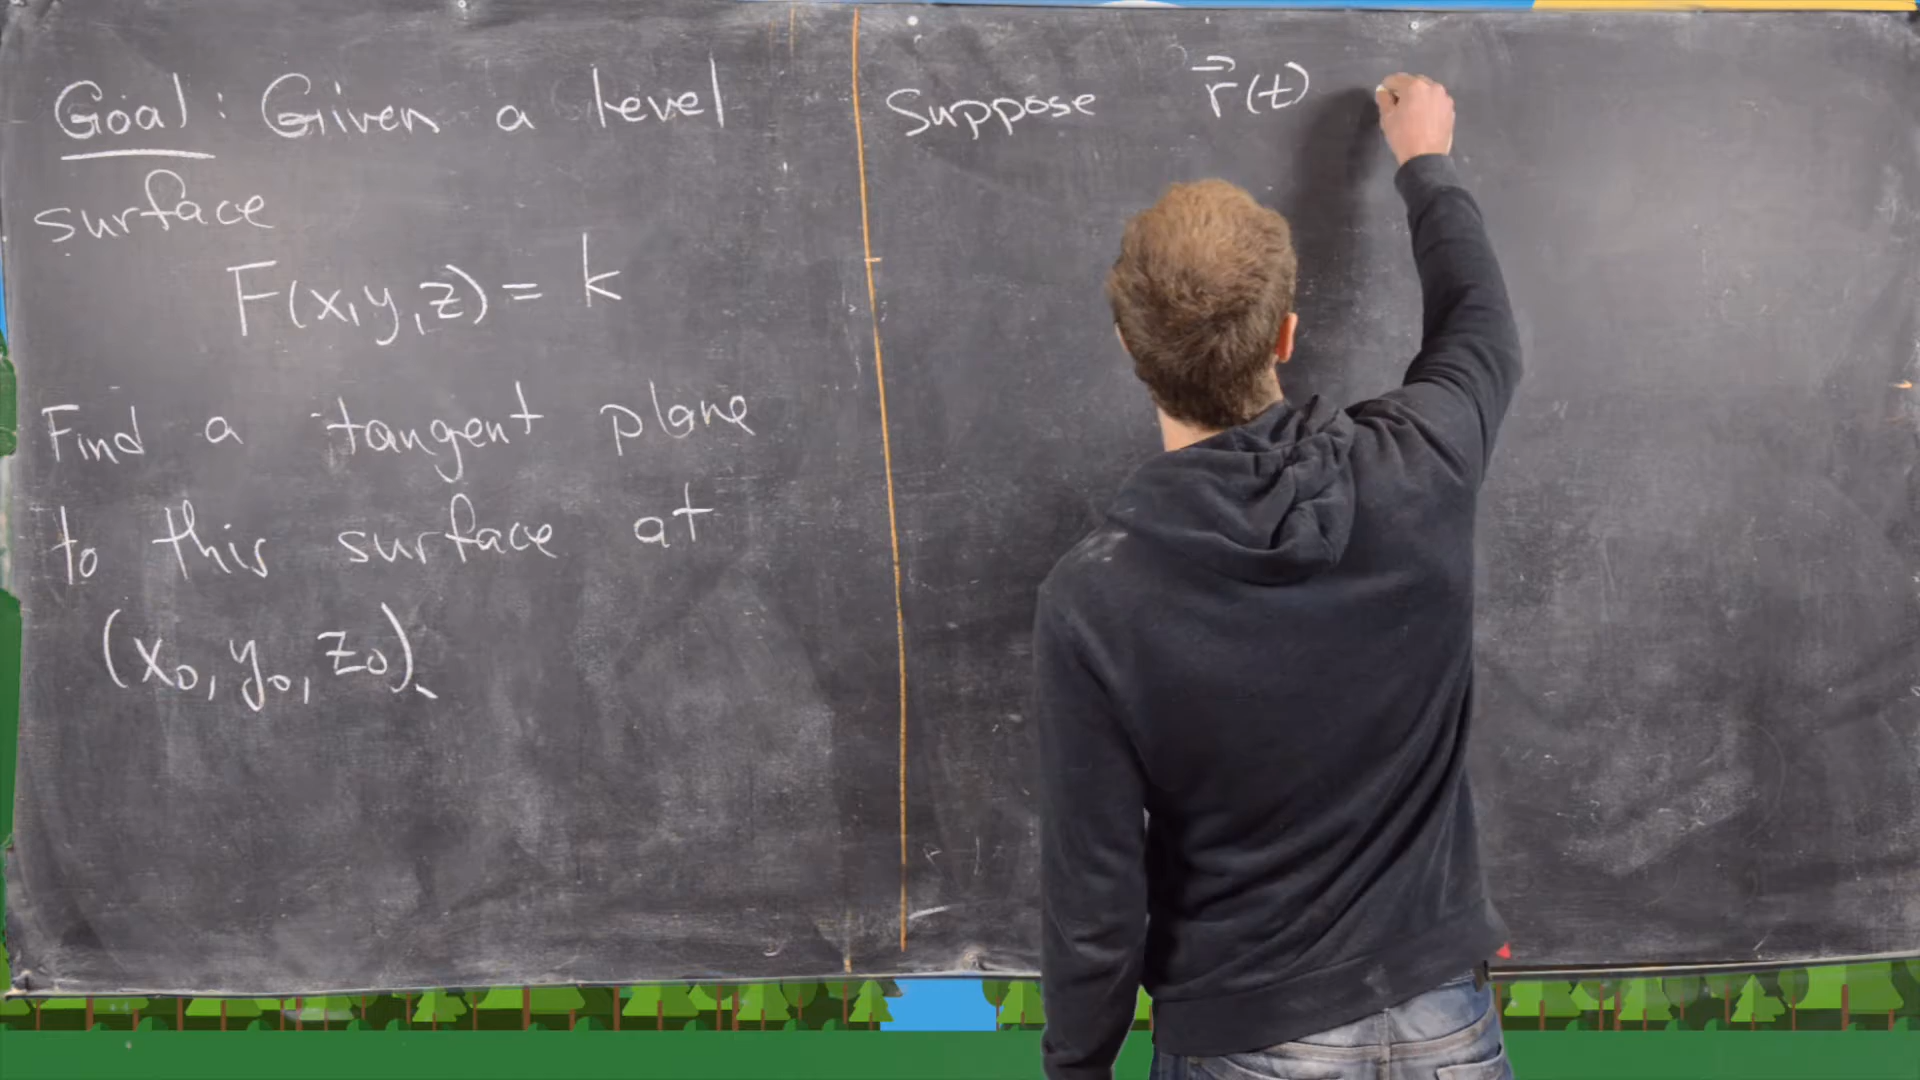 Goal: Given a level
surface
F(x,y,z) = k
Find a tangent plane
to this surface at
(x₀, y₀, z₀).
Suppose r⃗(t)